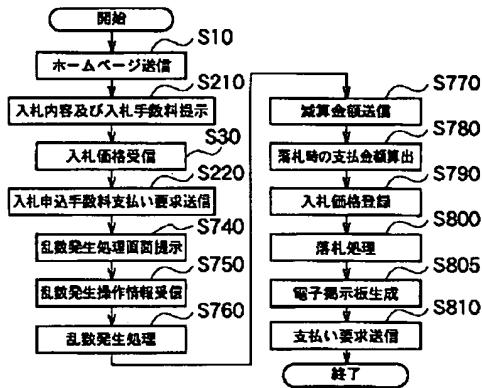 開始
S10
ホームページ送信
S210
入札内容及び入札手数料提示
S30
入札価格受信
S220
入札申込手数料支払い要求送信
S740
乱数発生処理画面提示
S750
乱数発生操作情報受信
S760
乱数発生処理
S770
減算金額送信
S780
落札時の支払金額算出
S790
入札価格登録
S800
落札処理
S805
電子掲示板生成
S810
支払い要求送信
終了